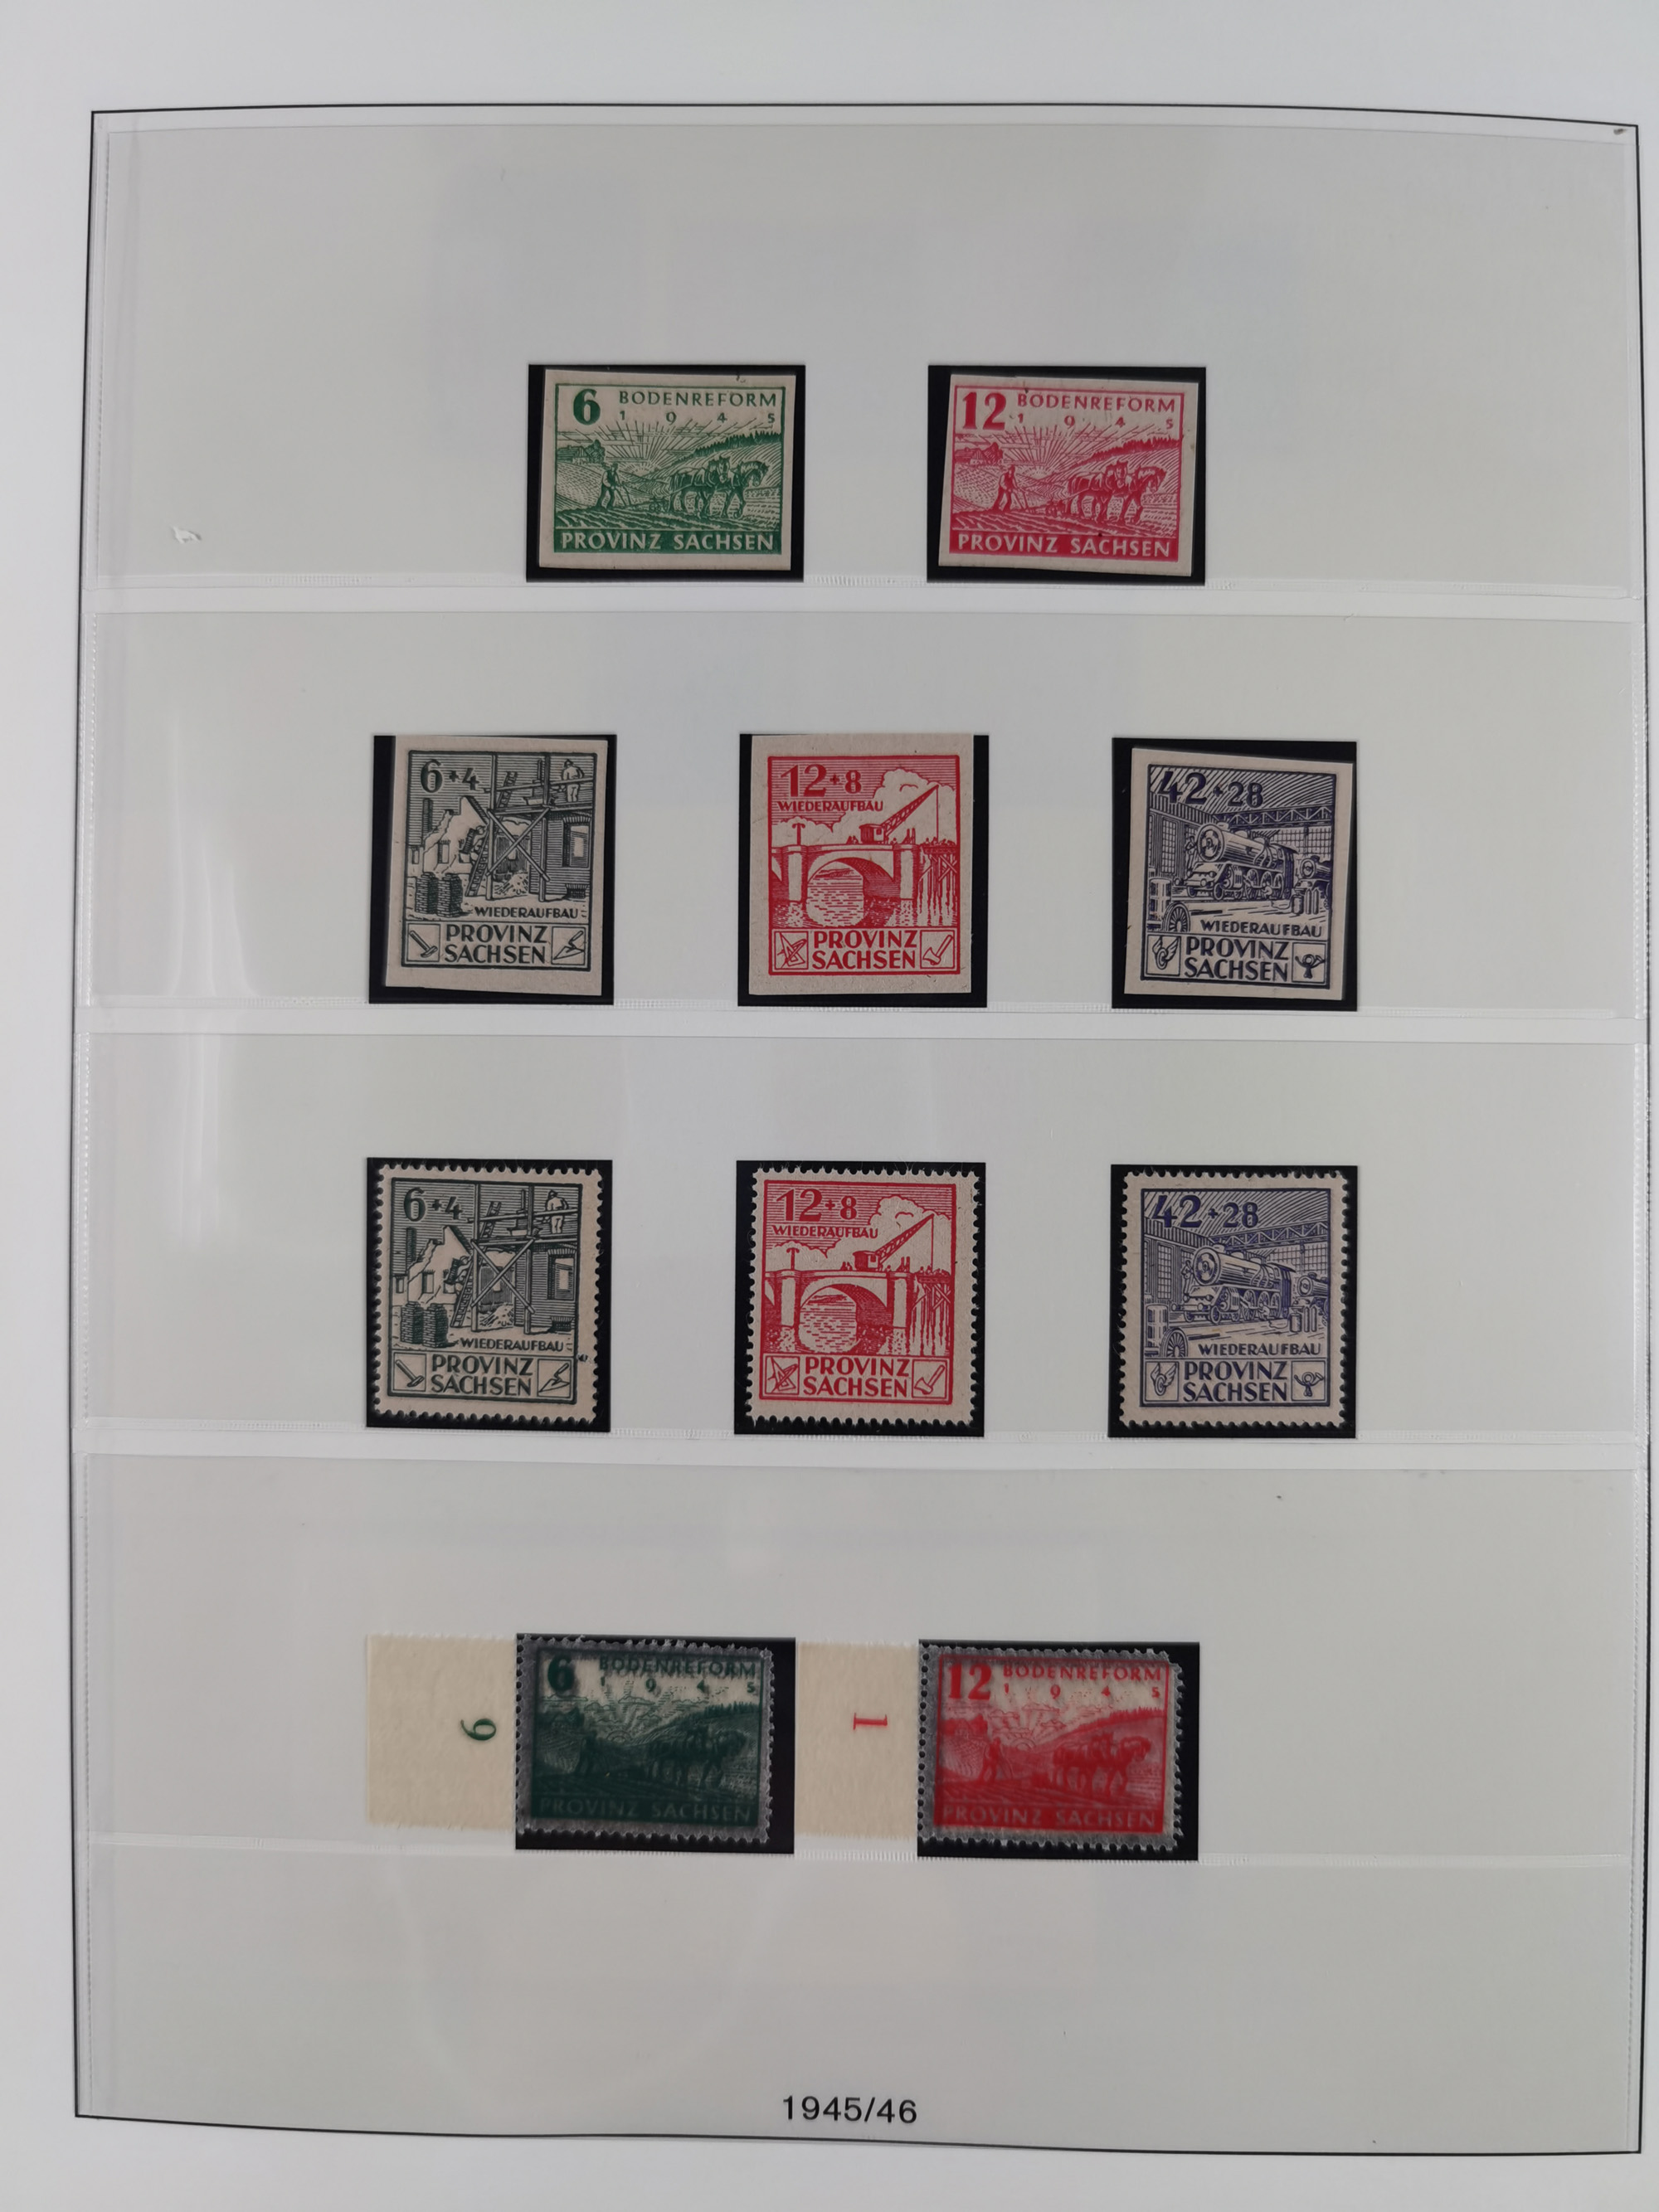 6 BODENREFORM
1 9 4 5
PROVINZ SACHSEN
12 BODENREFORM
1 9 4 5
PROVINZ SACHSEN
6+4
WIEDERAUFBAU
PROVINZ
SACHSEN
12+8
WIEDERAUFBAU
PROVINZ
SACHSEN
42+28
WIEDERAUFBAU
PROVINZ
SACHSEN
6+4
WIEDERAUFBAU
PROVINZ
SACHSEN
12+8
WIEDERAUFBAU
PROVINZ
SACHSEN
42+28
WIEDERAUFBAU
PROVINZ
SACHSEN
9
6 BODENREFORM
1 9 4 5
PROVINZ SACHSEN
1
12 BODENREFORM
1 9 4 5
PROVINZ SACHSEN
1945/46